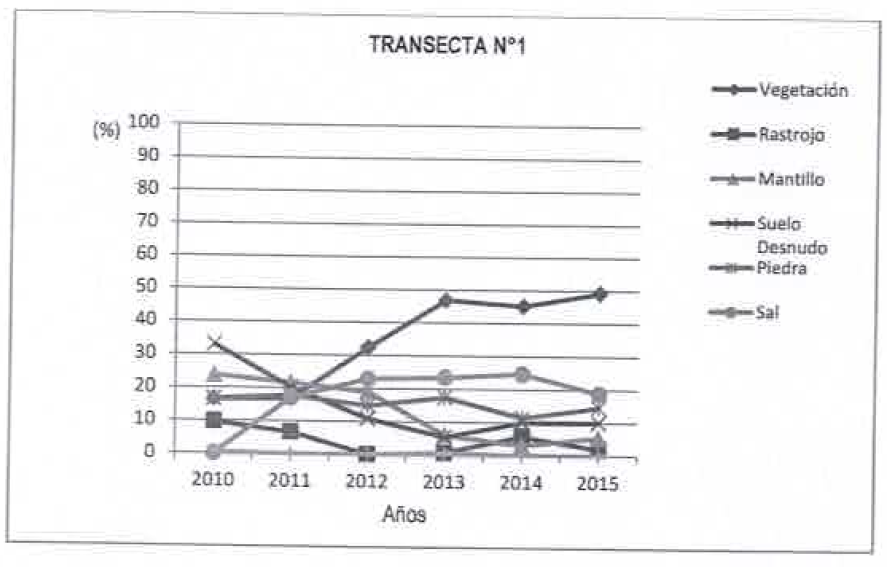 TRANSECTA N°1
(%)
100
90
80
70
60
50
40
30
20
10
0
2010 2011 2012 2013 2014 2015
Años
Vegetación
Rastrojo
Mantillo
Suelo
Desnudo
Piedra
Sal